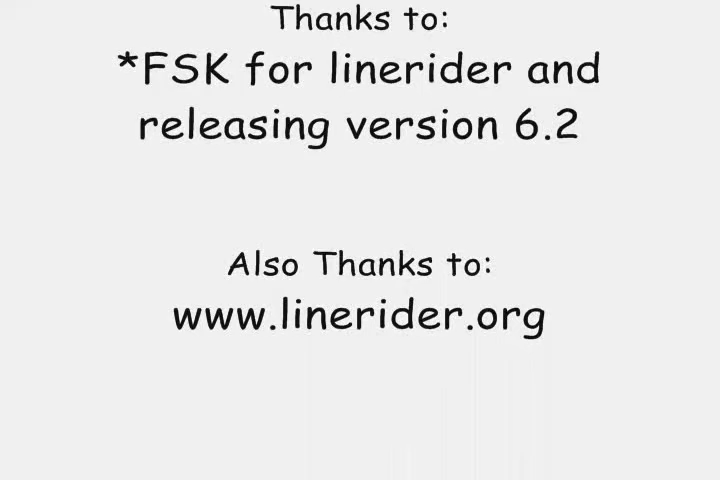 Thanks to:
*FSK for linerider and
releasing version 6.2
Also Thanks to:
www.linerider.org